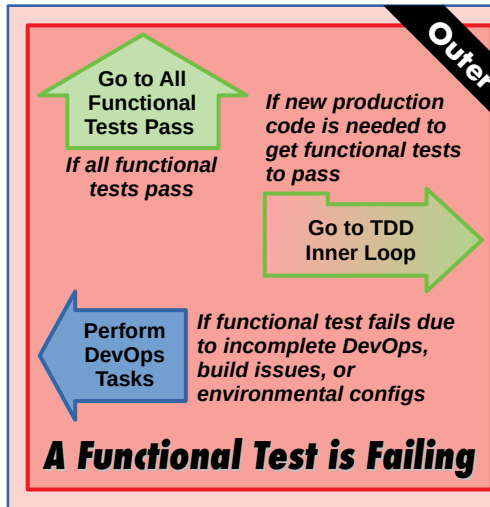 Outer
Go to All
Functional
Tests Pass
If all functional
tests pass
If new production
code is needed to
get functional tests
to pass
Go to TDD
Inner Loop
Perform
DevOps
Tasks
If functional test fails due
to incomplete DevOps,
build issues, or
environmental configs
A Functional Test is Failing